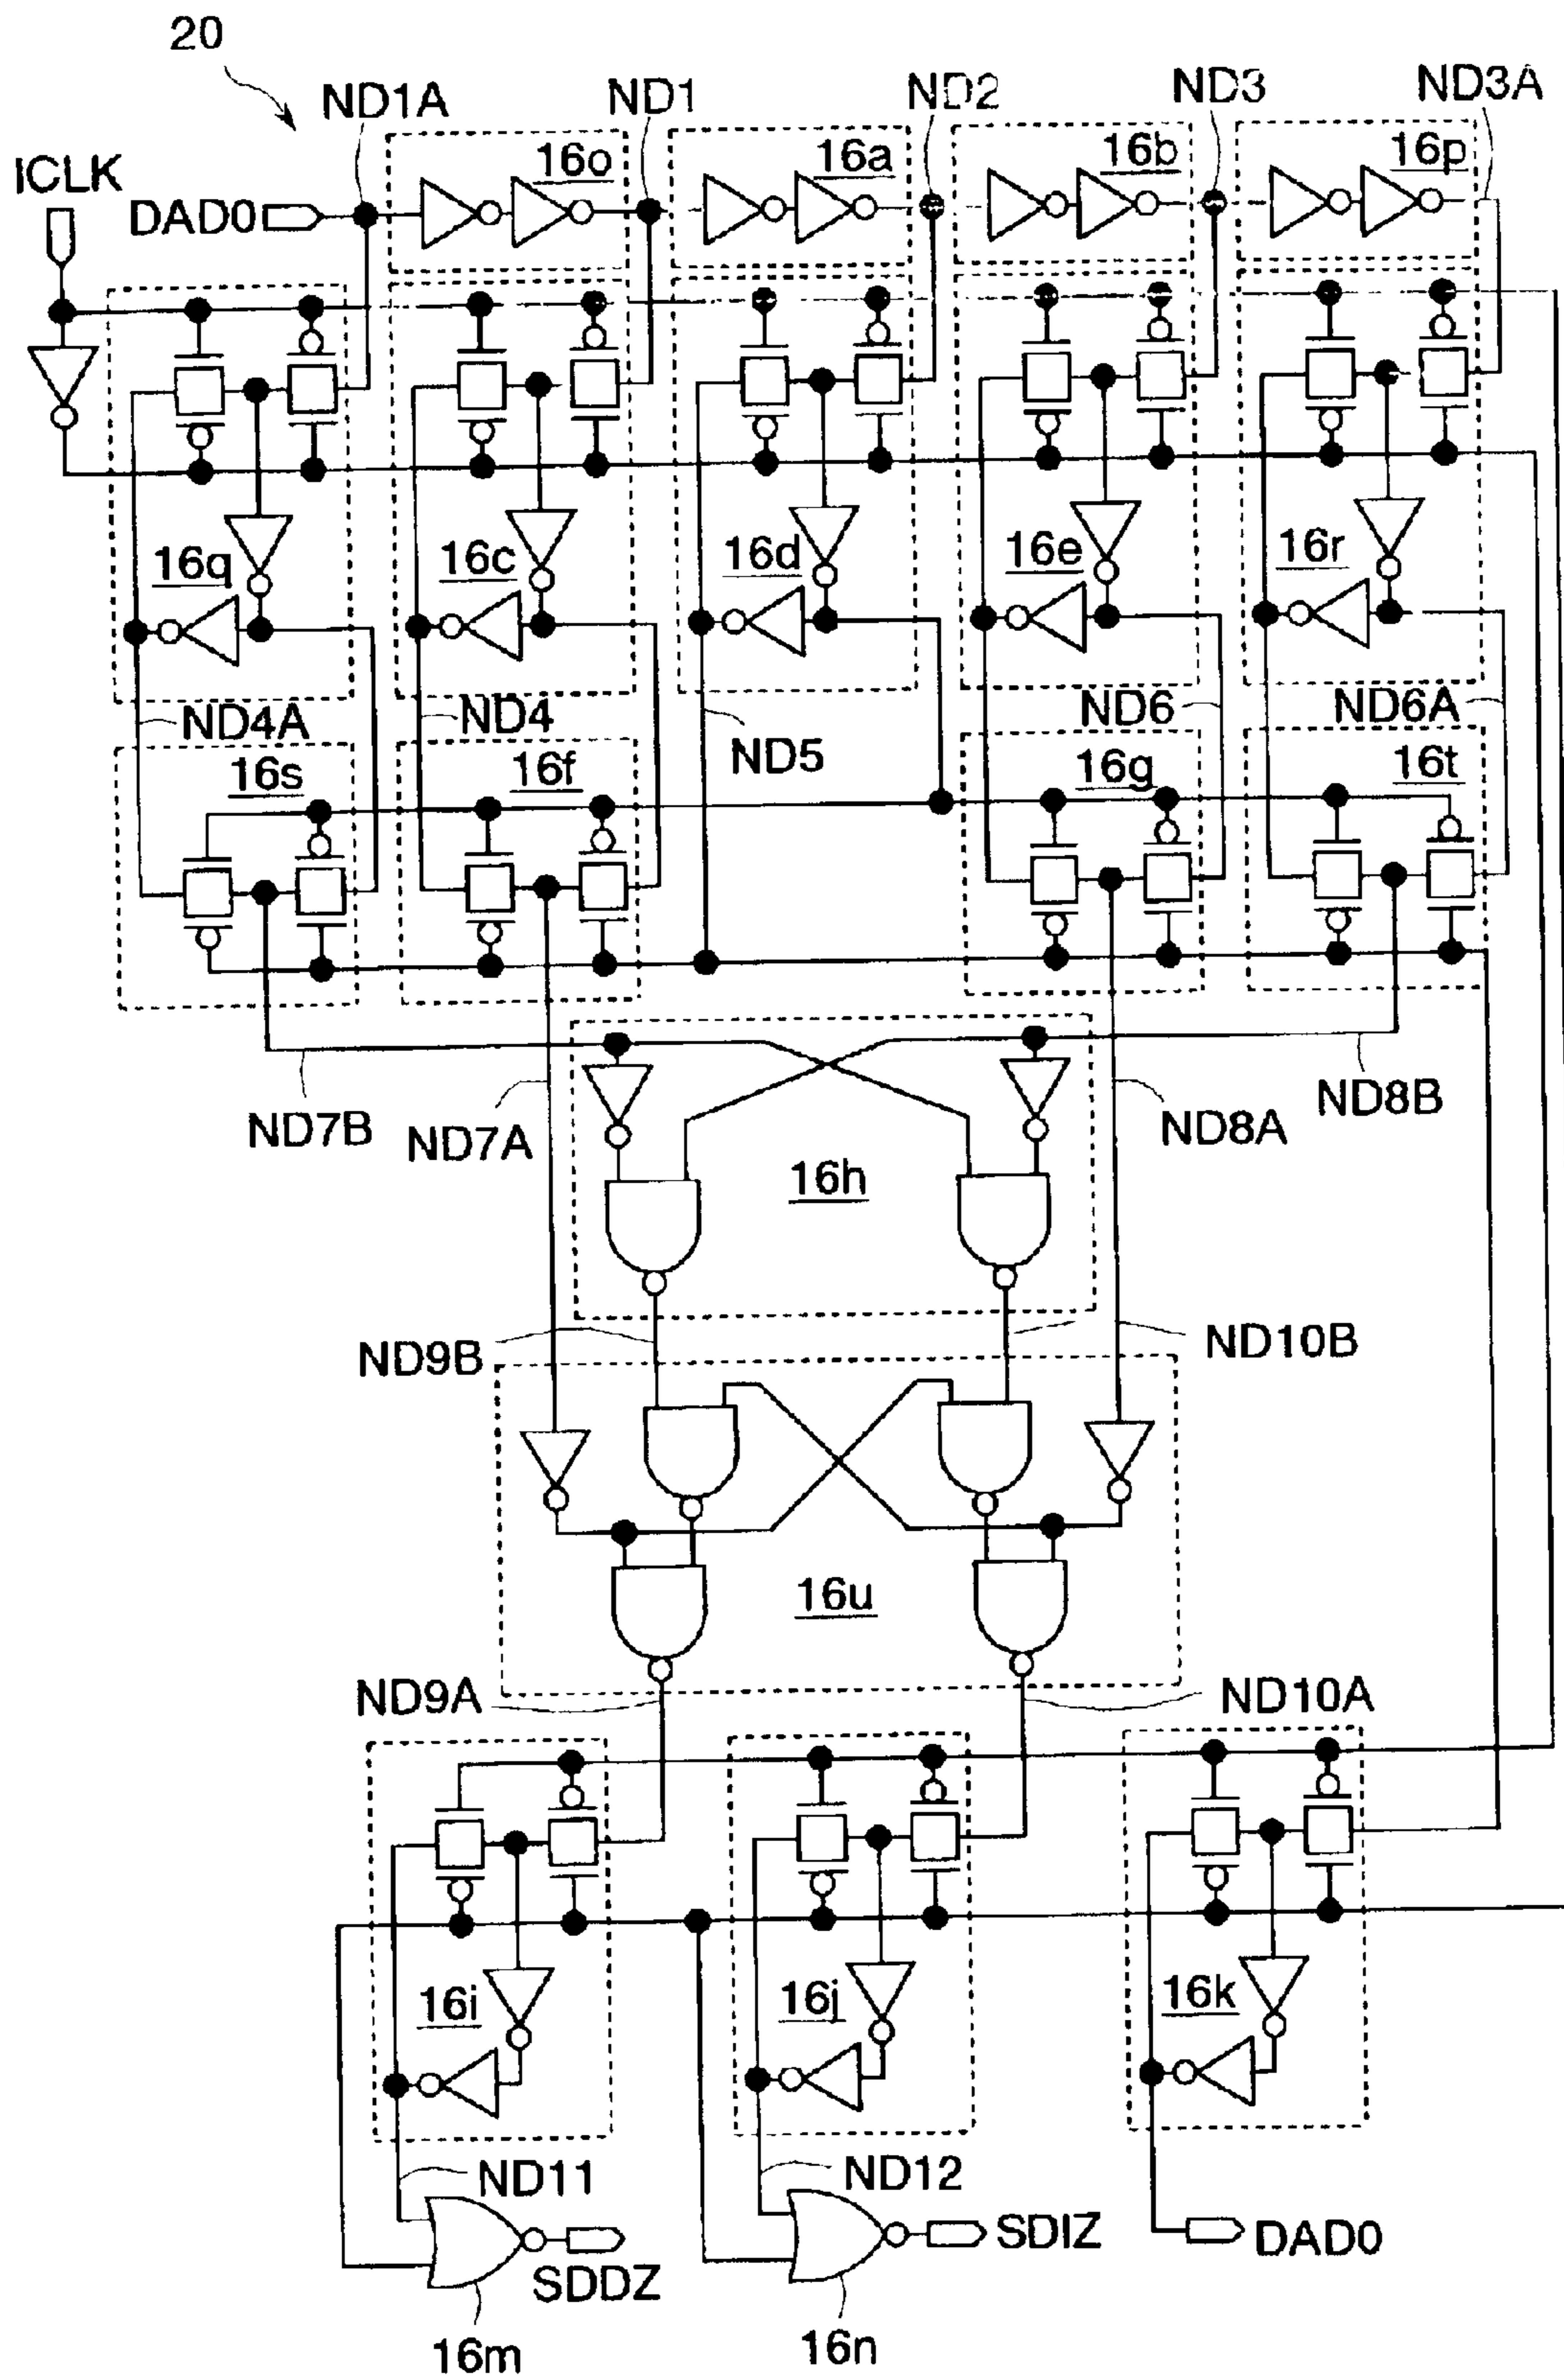 20
ND1A
ND1
ND2
ND3
ND3A
ICLK
DAD0
16o
16a
16b
16p
16q
16c
16d
16e
16r
ND4A
ND4
ND5
ND6
ND6A
16s
16f
16g
16t
ND7B
ND7A
16h
ND8A
ND8B
ND9B
ND10B
16u
ND9A
ND10A
16i
16j
16k
ND11
ND12
SDDZ
SDIZ
DAD0
16m
16n